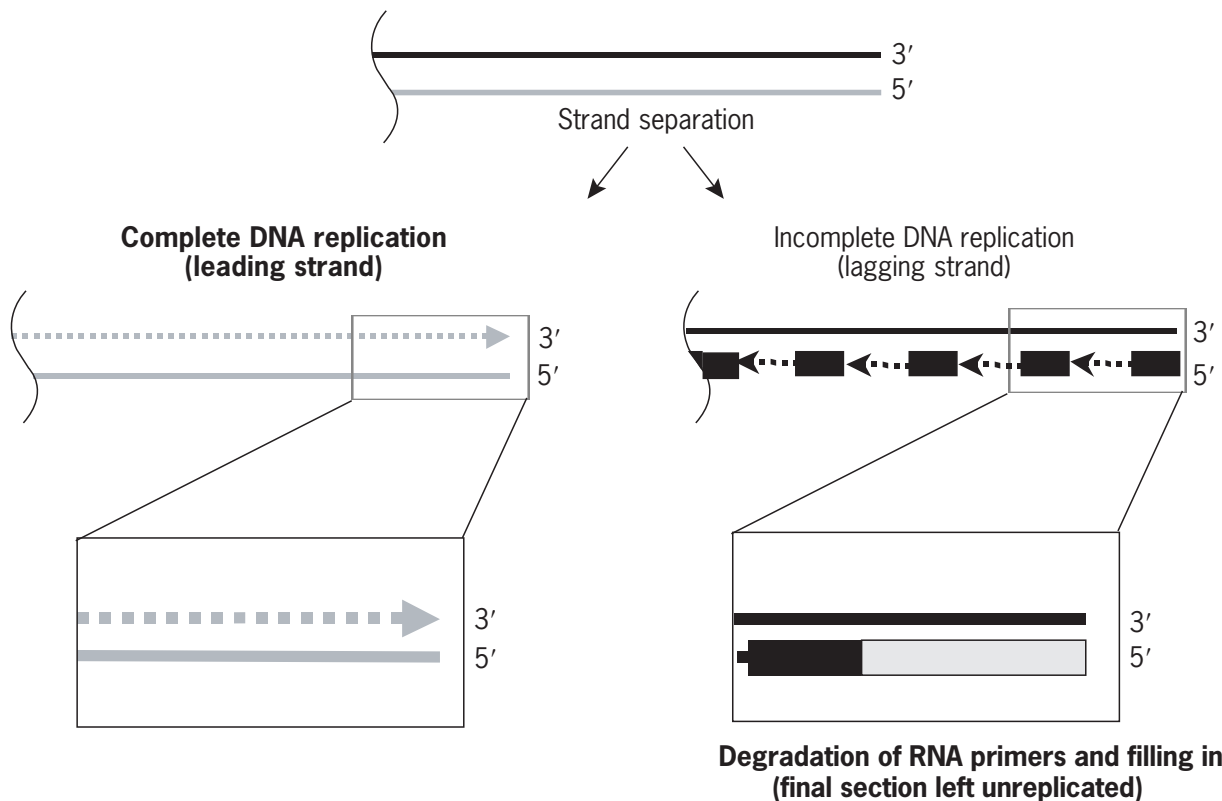 3′
5′
Strand separation
Complete DNA replication
(leading strand)
Incomplete DNA replication
(lagging strand)
3′
5′
3′
5′
3′
5′
3′
5′
Degradation of RNA primers and filling in
(final section left unreplicated)